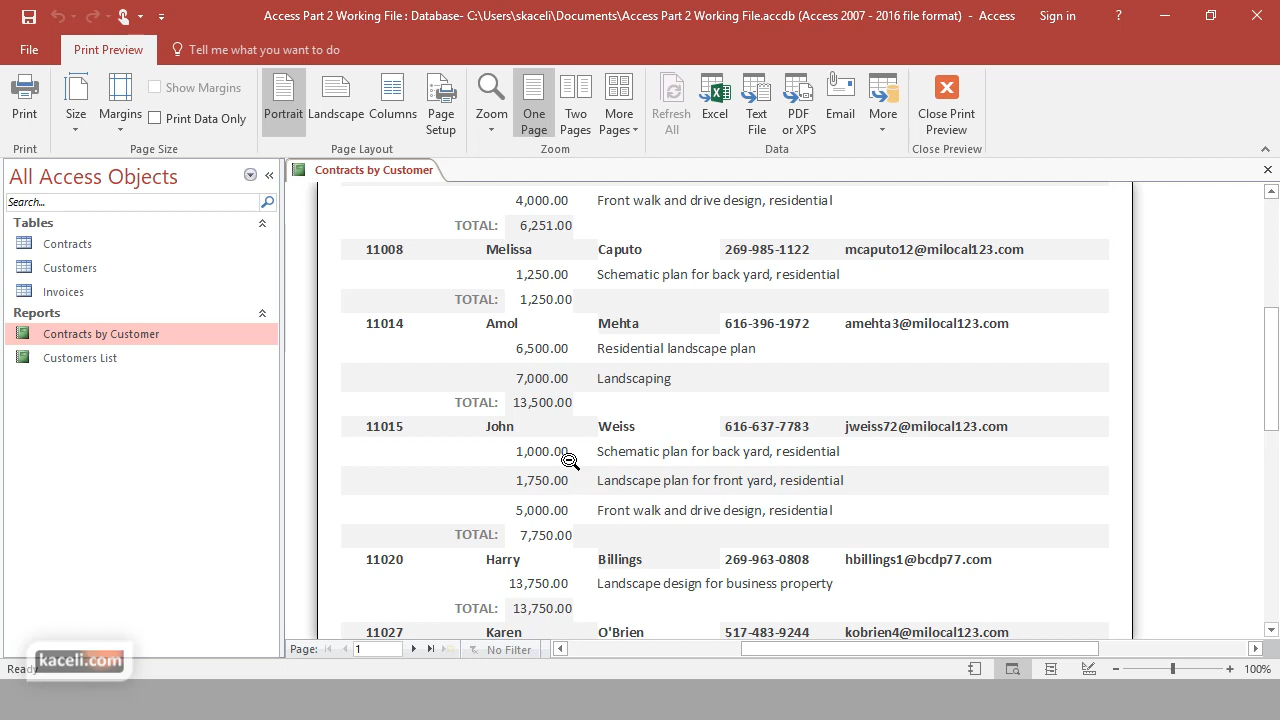 Access Part 2 Working File : Database- C:\Users\skaceli\Documents\Access Part 2 Working File.accdb (Access 2007 - 2016 file format) - Access
Sign in
?
File
Print Preview
Tell me what you want to do
Print
Size
Margins
Show Margins
Print Data Only
Portrait
Landscape
Columns
Page Setup
Zoom
One Page
Two Pages
More Pages
Refresh All
Excel
Text File
PDF or XPS
Email
More
Close Print Preview
Print
Page Size
Page Layout
Zoom
Data
Close Preview
All Access Objects
Search...
Tables
Contracts
Customers
Invoices
Reports
Contracts by Customer
Customers List
Contracts by Customer
4,000.00 Front walk and drive design, residential
TOTAL: 6,251.00
11008 Melissa Caputo 269-985-1122 mcaputo12@milocal123.com
1,250.00 Schematic plan for back yard, residential
TOTAL: 1,250.00
11014 Amol Mehta 616-396-1972 amehta3@milocal123.com
6,500.00 Residential landscape plan
7,000.00 Landscaping
TOTAL: 13,500.00
11015 John Weiss 616-637-7783 jweiss72@milocal123.com
1,000.00 Schematic plan for back yard, residential
1,750.00 Landscape plan for front yard, residential
5,000.00 Front walk and drive design, residential
TOTAL: 7,750.00
11020 Harry Billings 269-963-0808 hbillings1@bcdp77.com
13,750.00 Landscape design for business property
TOTAL: 13,750.00
11027 Karen O'Brien 517-483-9244 kobrien4@milocal123.com
Page: 1 No Filter
kaceli.com
Ready
100%